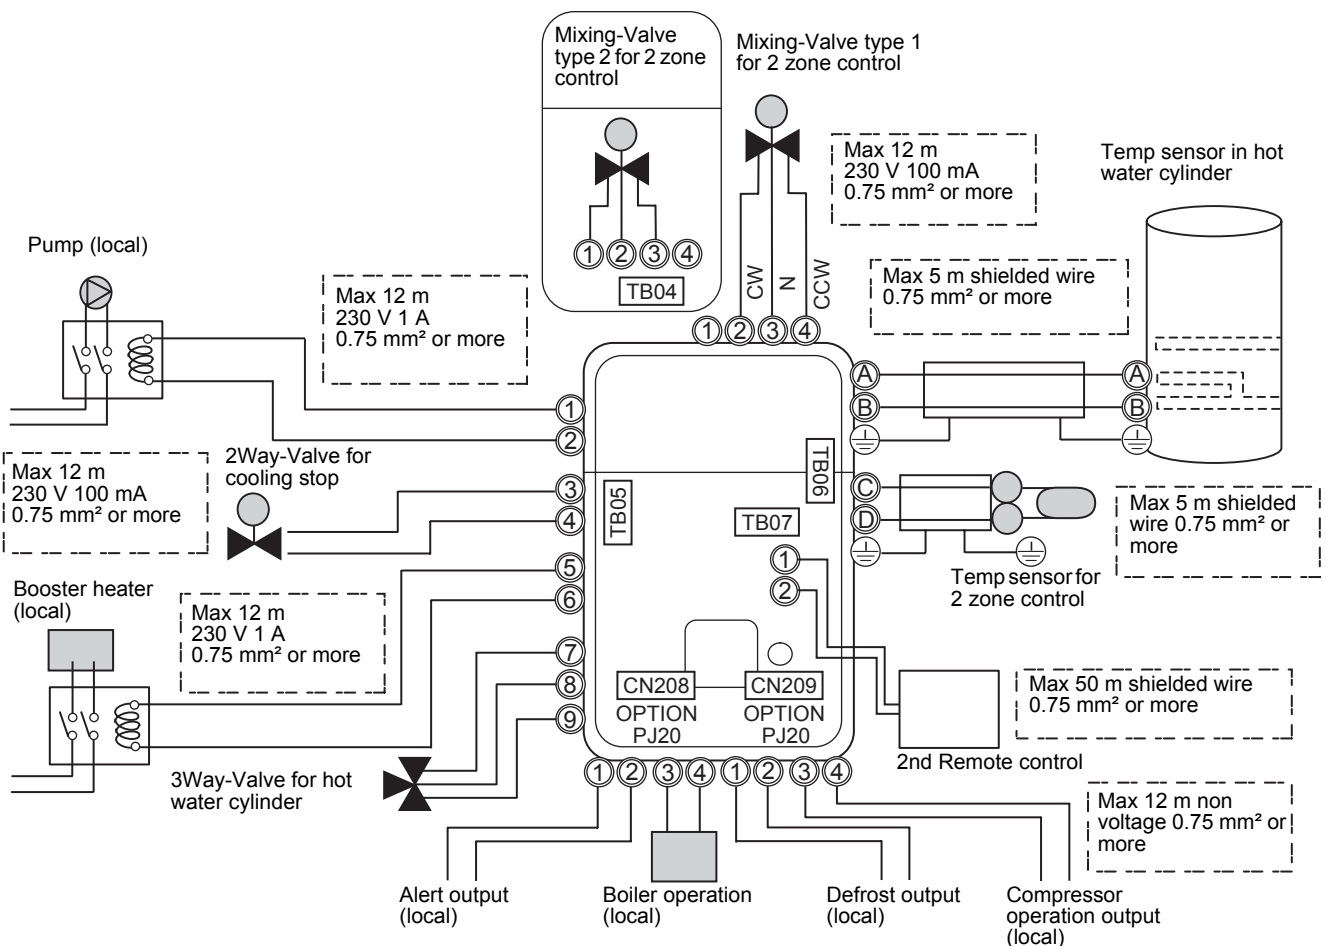 Mixing-Valve
type 2 for 2 zone
control
1 2 3 4
TB04
Mixing-Valve type 1
for 2 zone control
CW
N
CCW
1 2 3 4
Max 12 m
230 V 100 mA
0.75 mm² or more
Temp sensor in hot
water cylinder
Pump (local)
Max 12 m
230 V 1 A
0.75 mm² or more
Max 5 m shielded wire
0.75 mm² or more
1
2
A
B
A
B
Max 12 m
230 V 100 mA
0.75 mm² or more
2Way-Valve for
cooling stop
3
4
TB05
TB06
TB07
1
2
C
D
Max 5 m shielded
wire 0.75 mm² or
more
Temp sensor for
2 zone control
Booster heater
(local)
Max 12 m
230 V 1 A
0.75 mm² or more
5
6
7
8
9
CN208
OPTION
PJ20
CN209
OPTION
PJ20
Max 50 m shielded wire
0.75 mm² or more
2nd Remote control
3Way-Valve for hot
water cylinder
1 2 3 4 1 2 3 4
Max 12 m non
voltage 0.75 mm² or
more
Alert output
(local)
Boiler operation
(local)
Defrost output
(local)
Compressor
operation output
(local)